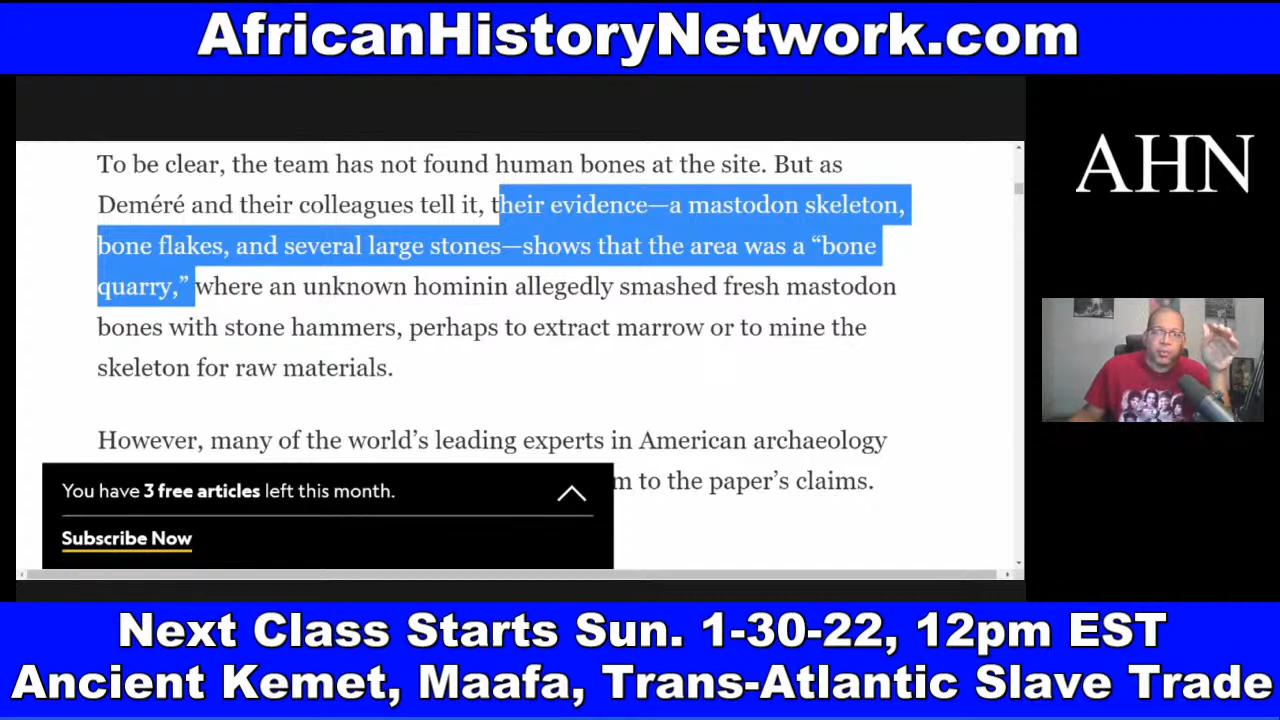 AfricanHistoryNetwork.com
AHN
To be clear, the team has not found human bones at the site. But as
Deméré and their colleagues tell it, their evidence—a mastodon skeleton,
bone flakes, and several large stones—shows that the area was a “bone
quarry,” where an unknown hominin allegedly smashed fresh mastodon
bones with stone hammers, perhaps to extract marrow or to mine the
skeleton for raw materials.
However, many of the world’s leading experts in American archaeology
to the paper’s claims.
You have 3 free articles left this month.
Subscribe Now
Next Class Starts Sun. 1-30-22, 12pm EST
Ancient Kemet, Maafa, Trans-Atlantic Slave Trade